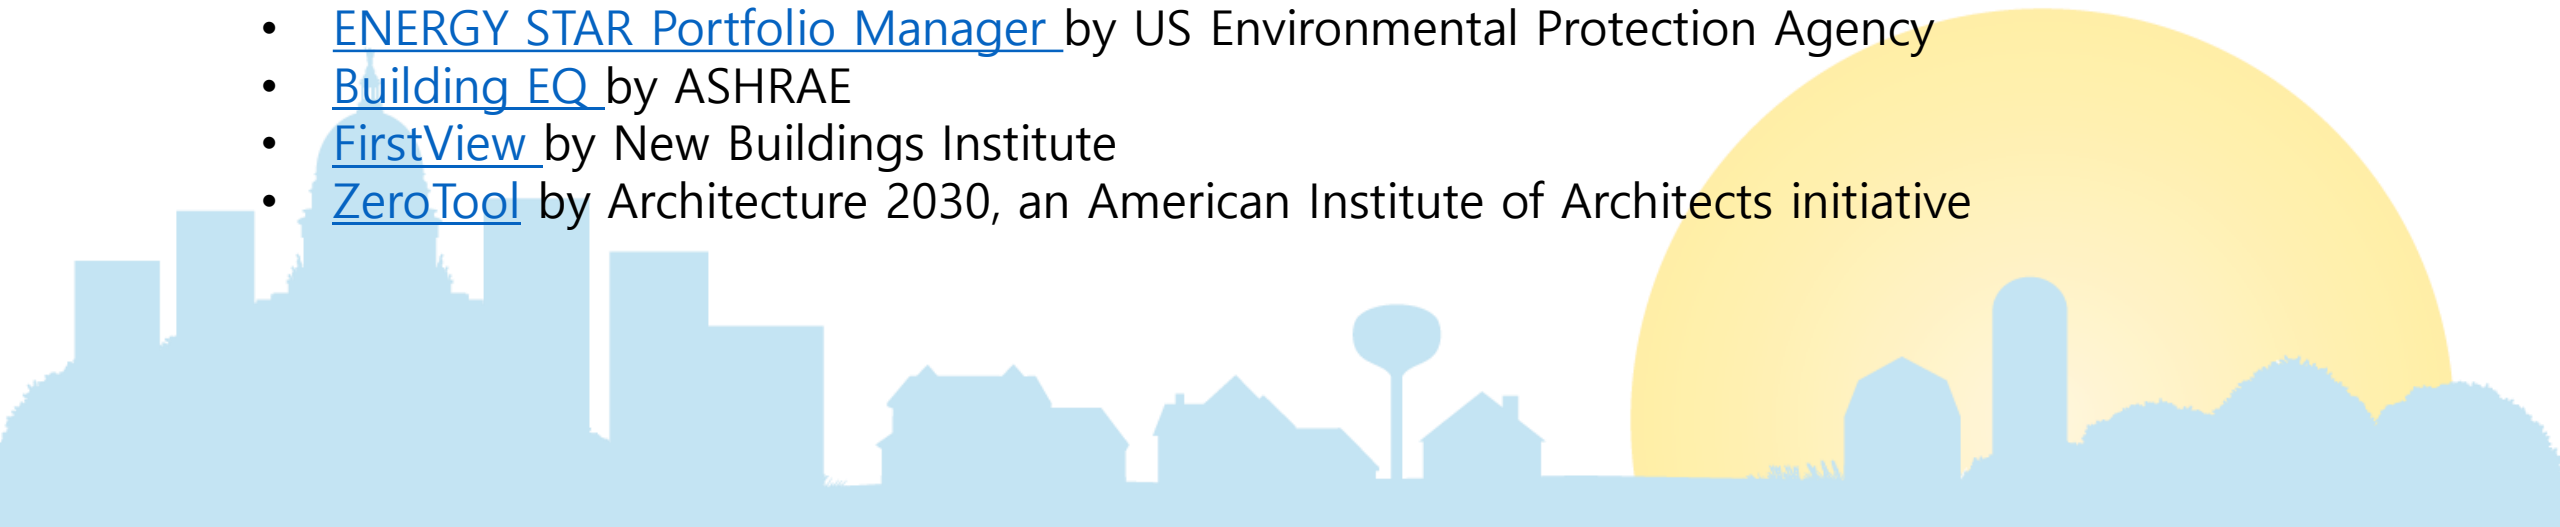 • ENERGY STAR Portfolio Manager by US Environmental Protection Agency
• Building EQ by ASHRAE
• FirstView by New Buildings Institute
• ZeroTool by Architecture 2030, an American Institute of Architects initiative